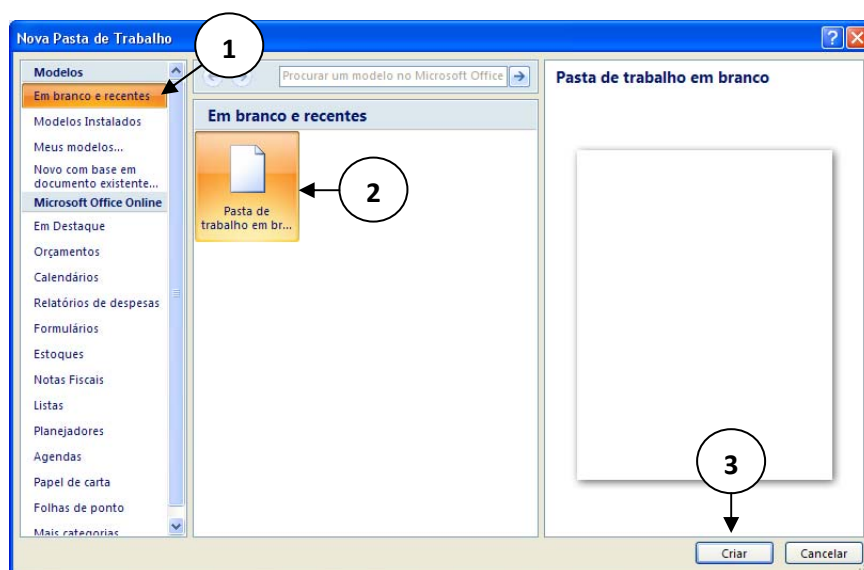 Nova Pasta de Trabalho
1
Modelos
Em branco e recentes
Modelos Instalados
Meus modelos...
Novo com base em
documento existente...
Microsoft Office Online
Em Destaque
Orçamentos
Calendários
Relatórios de despesas
Formulários
Estoques
Notas Fiscais
Listas
Planejadores
Agendas
Papel de carta
Folhas de ponto
Mais categorias
Procurar um modelo no Microsoft Office
Em branco e recentes
Pasta de
trabalho em br...
2
Pasta de trabalho em branco
3
Criar
Cancelar